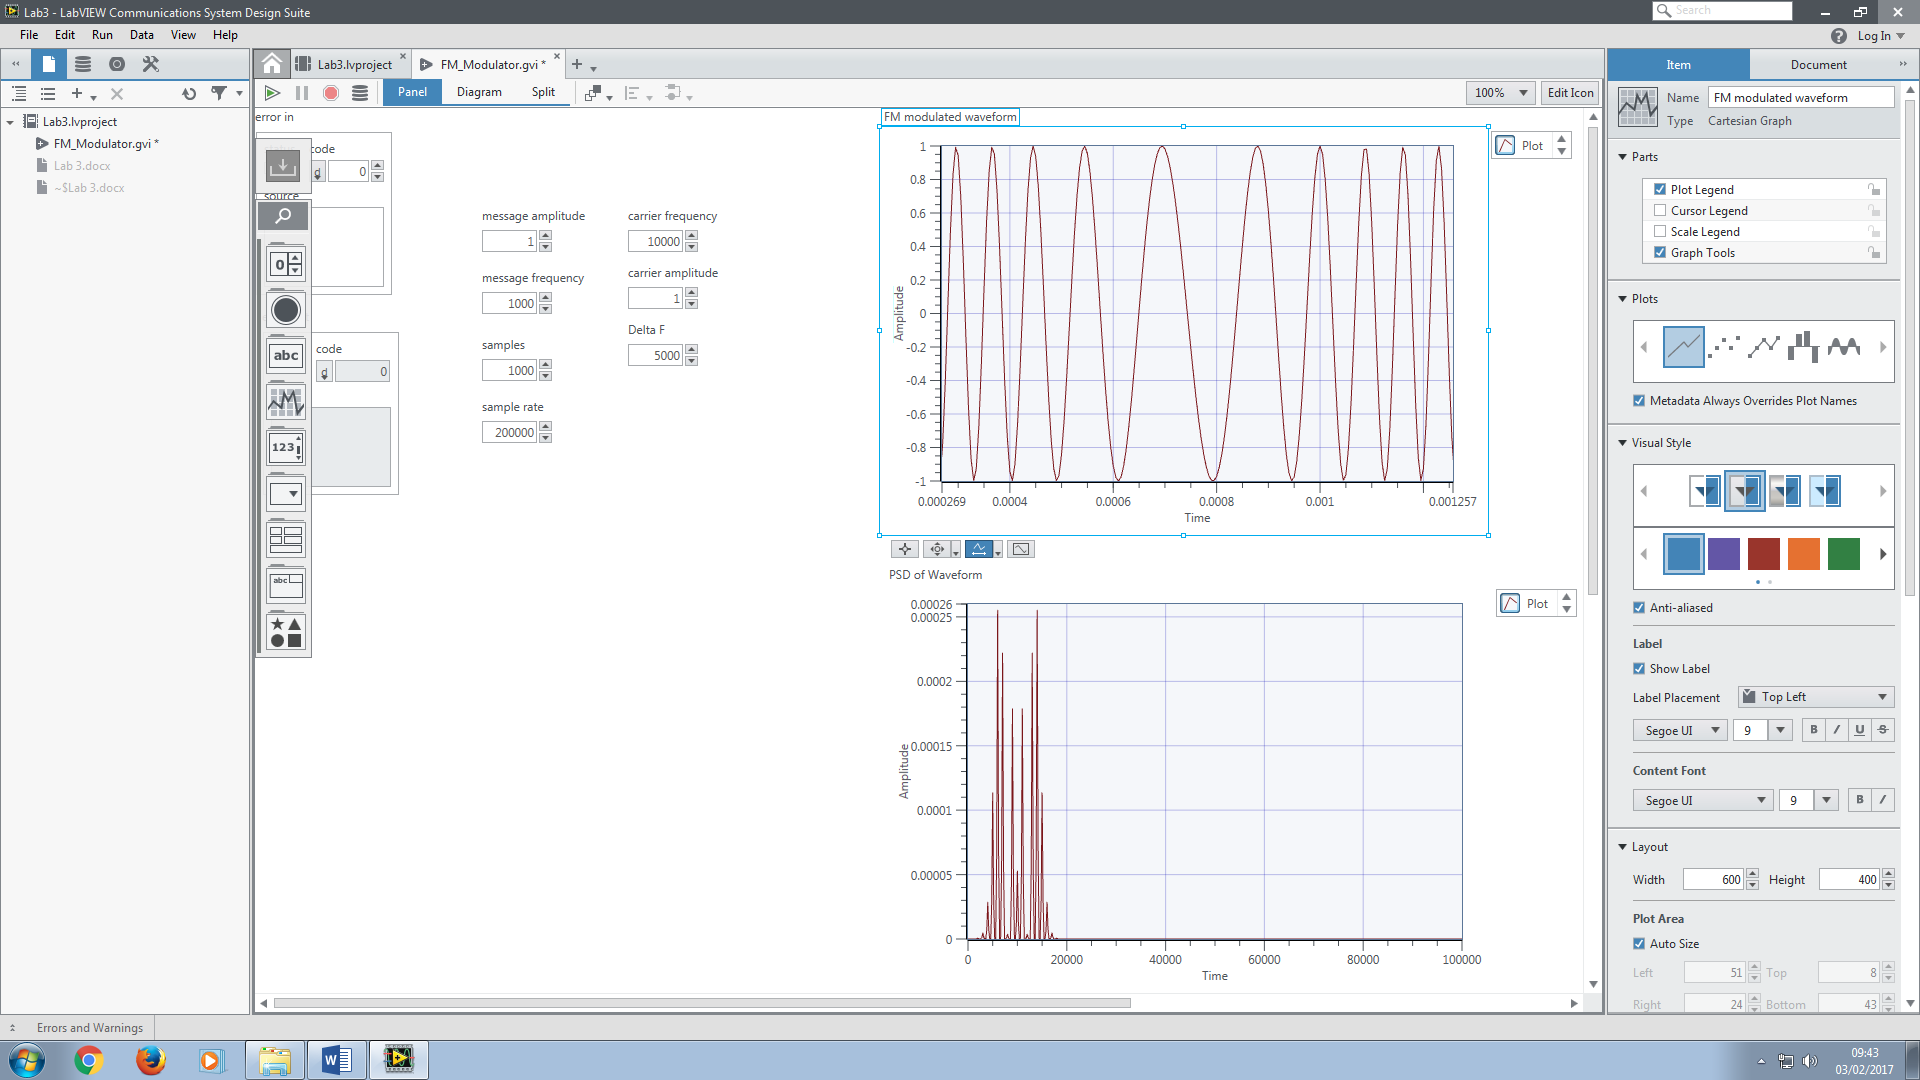 Lab3 - LabVIEW Communications System Design Suite
Search
File Edit Run Data View Help
Log In
Lab3.lvproject
FM_Modulator.gvi *
Item
Document
Panel
Diagram
Split
100%
Edit Icon
Lab3.lvproject
FM_Modulator.gvi *
Lab 3.docx
~$Lab 3.docx
error in
code
d
0
source
0
abc
123
abc
code
d
0
message amplitude
1
message frequency
1000
samples
1000
sample rate
200000
carrier frequency
10000
carrier amplitude
1
Delta F
5000
FM modulated waveform
Plot
1
0.8
0.6
0.4
0.2
0
-0.2
-0.4
-0.6
-0.8
-1
Amplitude
0.000269 0.0004 0.0006 0.0008 0.001 0.001257
Time
PSD of Waveform
Plot
0.00026
0.00025
0.0002
0.00015
0.0001
0.00005
0
Amplitude
0 20000 40000 60000 80000 100000
Time
Name FM modulated waveform
Type Cartesian Graph
Parts
Plot Legend
Cursor Legend
Scale Legend
Graph Tools
Plots
Metadata Always Overrides Plot Names
Visual Style
Anti-aliased
Label
Show Label
Label Placement Top Left
Segoe UI 9 B I U S
Content Font
Segoe UI 9 B I
Layout
Width 600 Height 400
Plot Area
Auto Size
Left 51 Top 8
Right 24 Bottom 43
Errors and Warnings
W
09:43
03/02/2017